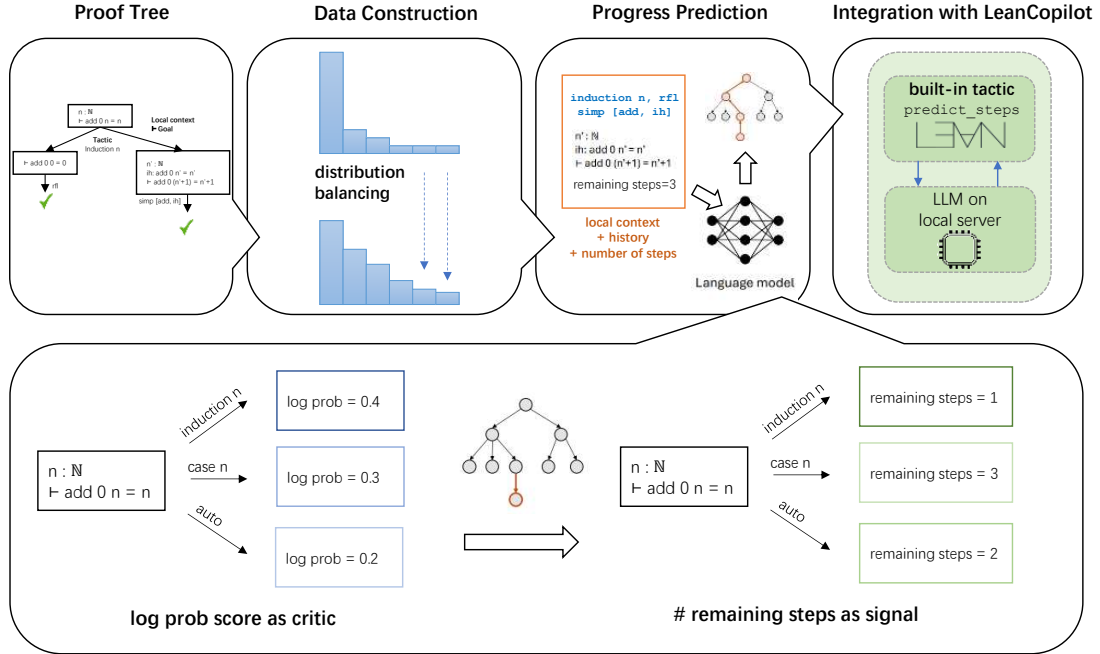 Proof Tree
Data Construction
Progress Prediction
Integration with LeanCopilot
n : ℕ
⊢ add 0 n = n
Local context
⊢ Goal
Tactic
Induction n
⊢ add 0 0 = 0
rfl
n' : ℕ
ih: add 0 n' = n'
⊢ add 0 (n'+1) = n'+1
simp [add, ih]
distribution
balancing
induction n, rfl
simp [add, ih]
n' : ℕ
ih: add 0 n' = n'
⊢ add 0 (n'+1) = n'+1
remaining steps=3
local context
+ history
+ number of steps
Language model
built-in tactic
predict_steps
LEAN
LLM on
local server
n : ℕ
⊢ add 0 n = n
induction n
case n
auto
log prob = 0.4
log prob = 0.3
log prob = 0.2
log prob score as critic
n : ℕ
⊢ add 0 n = n
induction n
case n
auto
remaining steps = 1
remaining steps = 3
remaining steps = 2
# remaining steps as signal